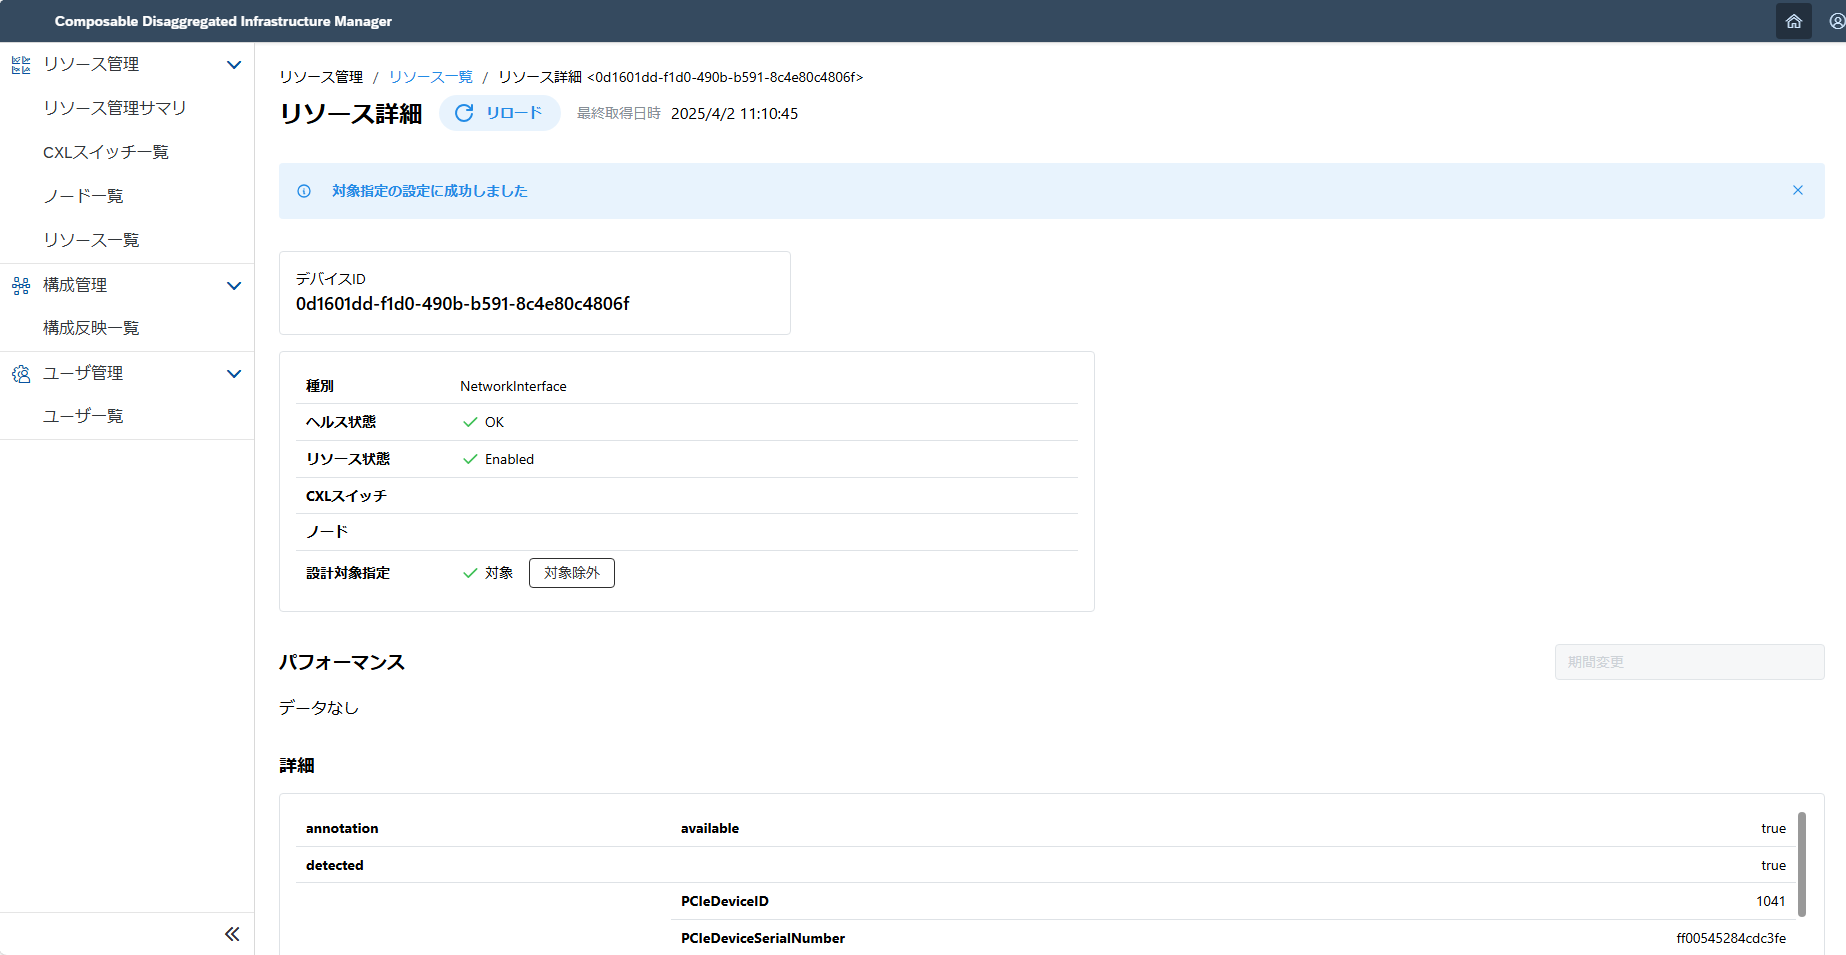 Composable Disaggregated Infrastructure Manager
リソース管理
リソース管理サマリ
CXLスイッチ一覧
ノード一覧
リソース一覧
構成管理
構成反映一覧
ユーザ管理
ユーザ一覧
リソース管理 / リソース一覧 / リソース詳細 <0d1601dd-f1d0-490b-b591-8c4e80c4806f>
リソース詳細 リロード 最終取得日時 2025/4/2 11:10:45
対象指定の設定に成功しました
デバイスID
0d1601dd-f1d0-490b-b591-8c4e80c4806f
種別 NetworkInterface
ヘルス状態 OK
リソース状態 Enabled
CXLスイッチ
ノード
設計対象指定 対象 対象除外
パフォーマンス 期間変更
データなし
詳細
annotation available true
detected true
PCIeDeviceID 1041
PCIeDeviceSerialNumber ff00545284cdc3fe